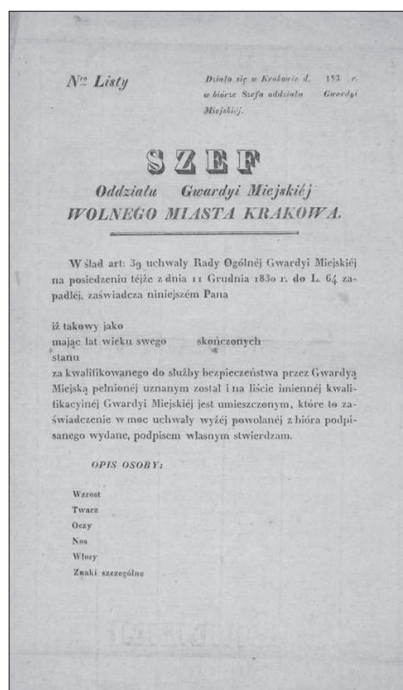 Nro Listy
Działo się w Krakowie d. 183 r.
w biórze Szefa oddziału Gwardyi
Miejskiéj.
SZEF
Oddziału Gwardyi Miejskiéj
WOLNEGO MIASTA KRAKOWA.
W ślad art: 39 uchwały Rady Ogólnéj Gwardyi Miejskiéj
na posiedzeniu téjże z dnia 11 Grudnia 1830 r. do L. 64 za-
padłéj, zaświadcza niniejszém Pana
iż takowy jako
mając lat wieku swego skończonych
stanu
za kwalifikowanego do służby bezpieczeństwa przez Gwardyą
Miejską pełnionéj uznanym został i na liście imiennéj kwali-
fikacyinéj Gwardyi Miejskiéj jest umieszczonym, które to za-
świadczenie w moc uchwały wyżéj powołanéj z bióra podpi-
sanego wydane, podpisem własnym stwierdzam.
OPIS OSOBY:
Wzrost
Twarz
Oczy
Nos
Włosy
Znaki szczególne